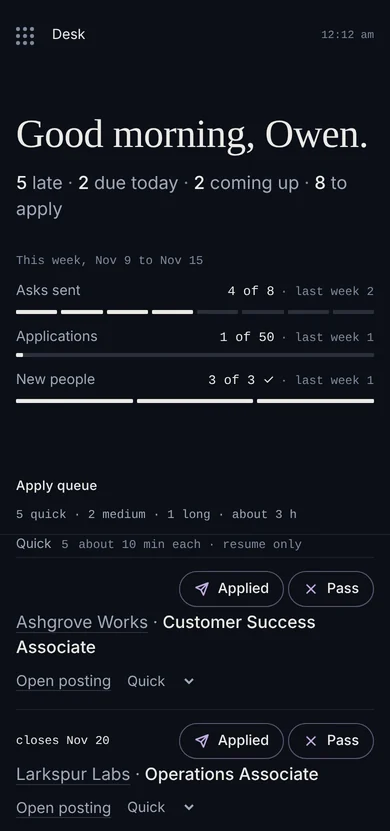 Desk
12:12 am
Good morning, Owen.
5 late · 2 due today · 2 coming up · 8 to
apply
This week, Nov 9 to Nov 15
Asks sent 4 of 8 · last week 2
Applications 1 of 50 · last week 1
New people 3 of 3 ✓ · last week 1
Apply queue
5 quick · 2 medium · 1 long · about 3 h
Quick 5 about 10 min each · resume only
Applied Pass
Ashgrove Works · Customer Success
Associate
Open posting Quick
closes Nov 20 Applied Pass
Larkspur Labs · Operations Associate
Open posting Quick